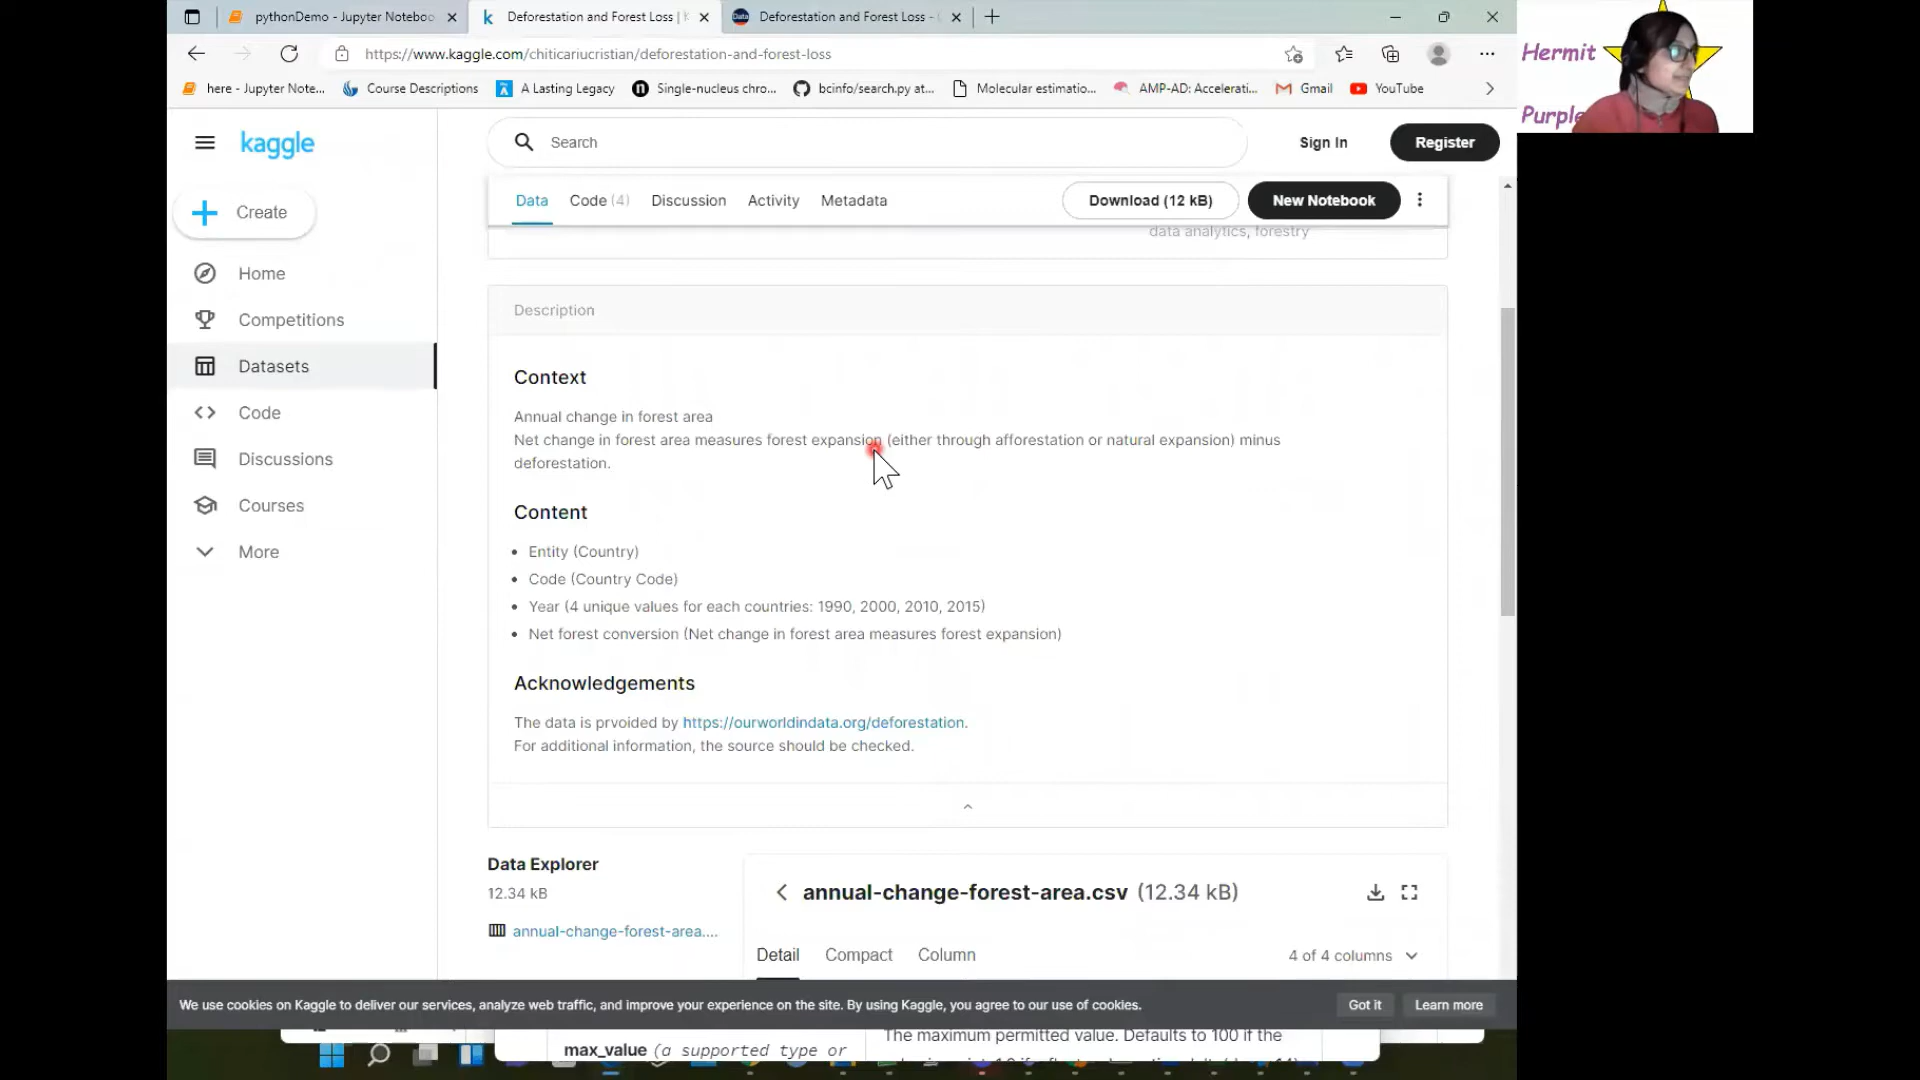 pythonDemo - Jupyter Noteboo
Deforestation and Forest Loss |
Deforestation and Forest Loss -
https://www.kaggle.com/chiticariucristian/deforestation-and-forest-loss
here - Jupyter Note...
Course Descriptions
A Lasting Legacy
Single-nucleus chro...
bcinfo/search.py at...
Molecular estimatio...
AMP-AD: Accelerati...
Gmail
YouTube
Hermit
Purple
kaggle
Search
Sign In
Register
Data
Code (4)
Discussion
Activity
Metadata
Download (12 kB)
New Notebook
data analytics, forestry
Create
Home
Competitions
Datasets
Code
Discussions
Courses
More
Description
Context
Annual change in forest area
Net change in forest area measures forest expansion (either through afforestation or natural expansion) minus
deforestation.
Content
• Entity (Country)
• Code (Country Code)
• Year (4 unique values for each countries: 1990, 2000, 2010, 2015)
• Net forest conversion (Net change in forest area measures forest expansion)
Acknowledgements
The data is prvoided by https://ourworldindata.org/deforestation.
For additional information, the source should be checked.
Data Explorer
12.34 kB
annual-change-forest-area....
annual-change-forest-area.csv (12.34 kB)
Detail
Compact
Column
4 of 4 columns
We use cookies on Kaggle to deliver our services, analyze web traffic, and improve your experience on the site. By using Kaggle, you agree to our use of cookies.
Got it
Learn more
max_value (a supported type or
The maximum permitted value. Defaults to 100 if the